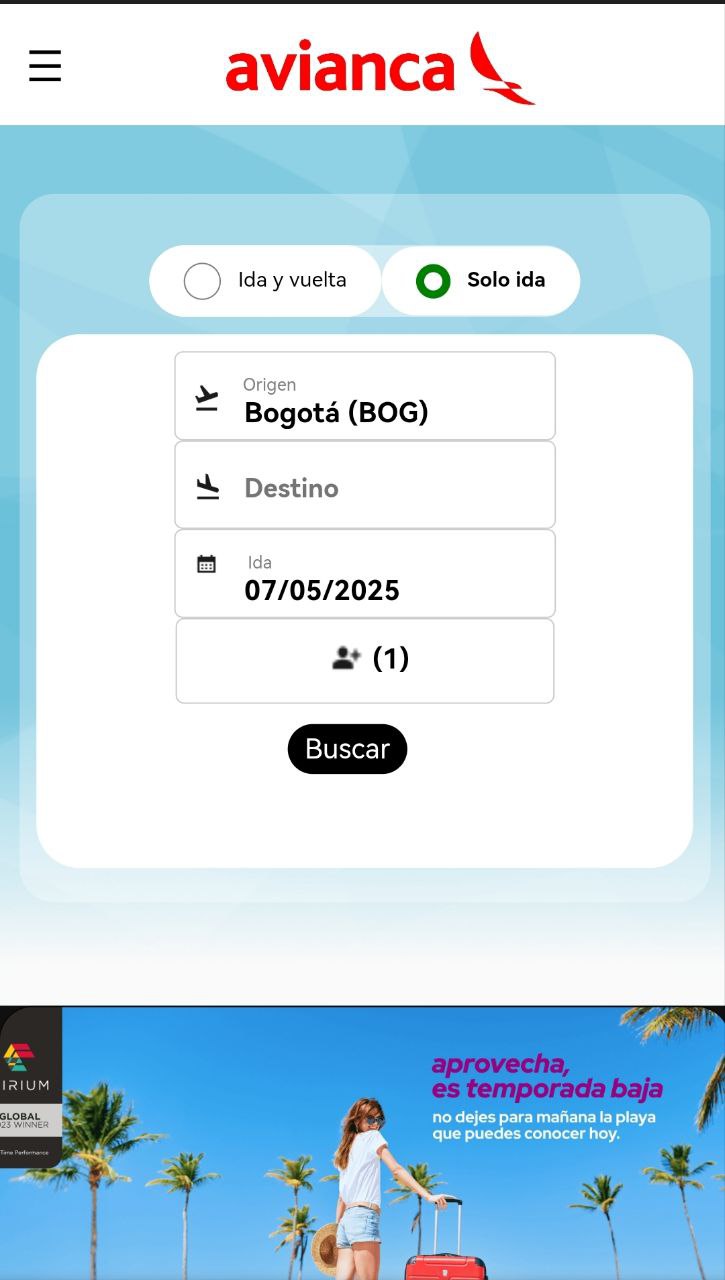 avianca
Ida y vuelta
Solo ida
Origen
Bogotá (BOG)
Destino
Ida
07/05/2025
(1)
Buscar
IRIUM
GLOBAL
23 WINNER
Time Performance
aprovecha,
es temporada baja
no dejes para mañana la playa
que puedes conocer hoy.